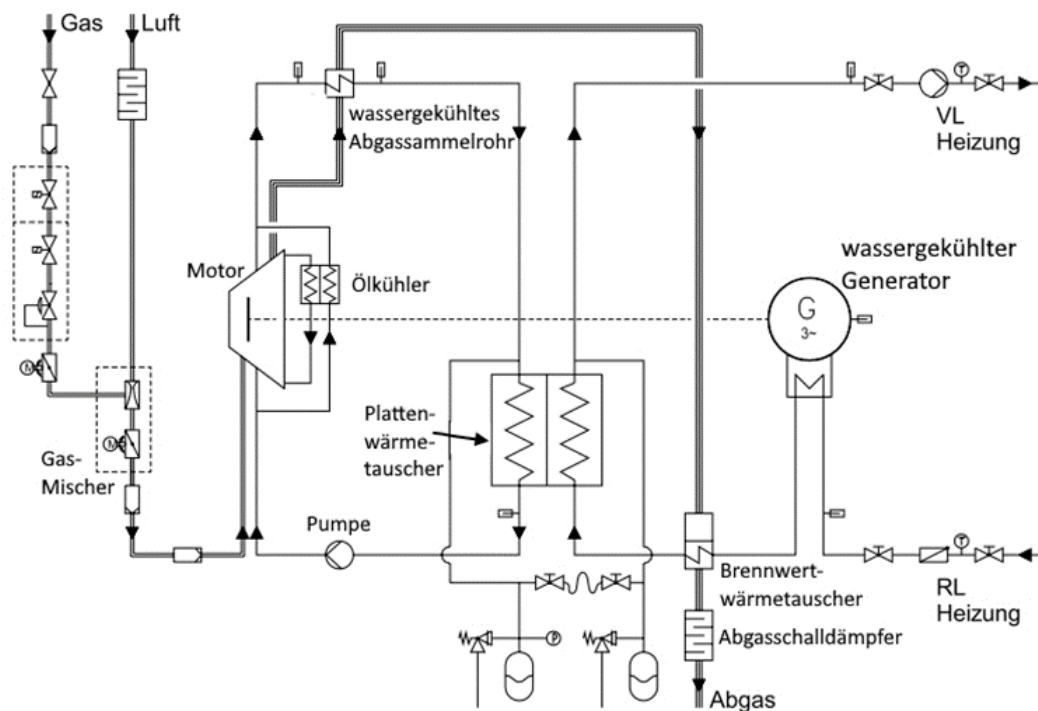 Gas
Luft
wassergekühltes
Abgassammelrohr
VL
Heizung
Motor
Ölkühler
wassergekühlter
Generator
G
3~
Platten-
wärme-
tauscher
M
M
Gas-
Mischer
Pumpe
T
T
P
Brennwert-
wärmetauscher
RL
Heizung
Abgasschalldämpfer
Abgas